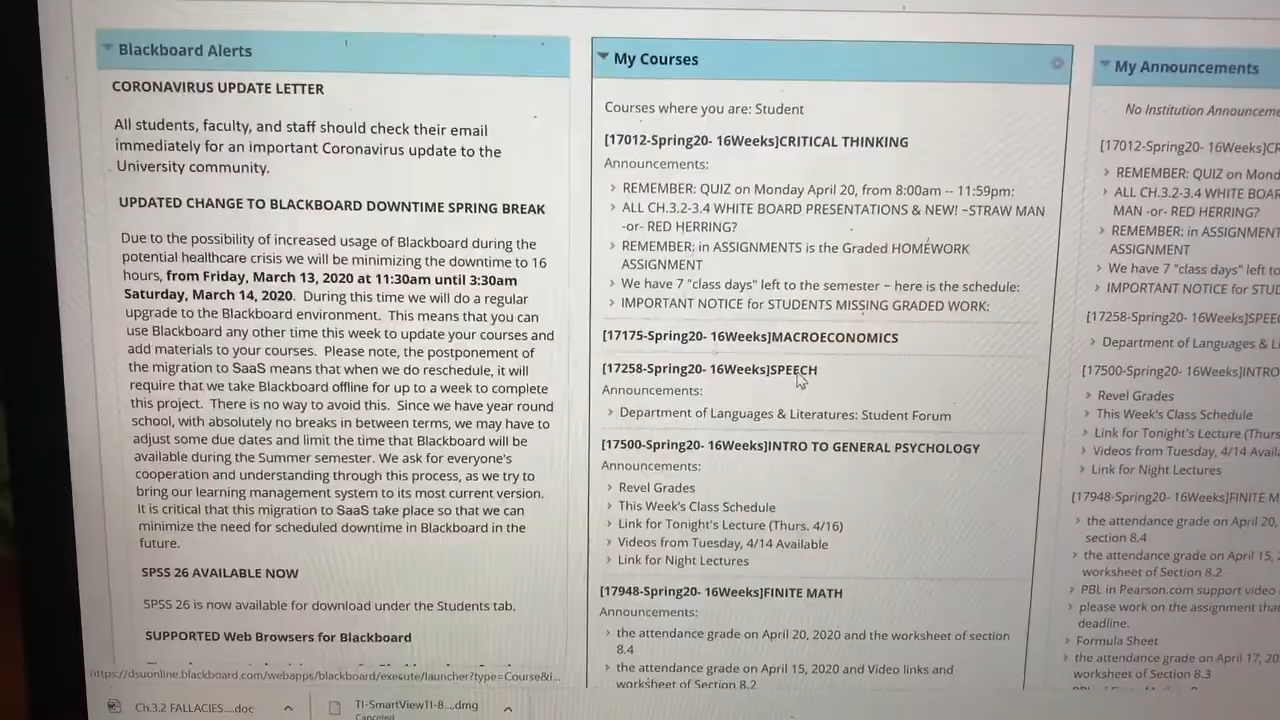 Blackboard Alerts
CORONAVIRUS UPDATE LETTER
All students, faculty, and staff should check their email
immediately for an important Coronavirus update to the
University community.
UPDATED CHANGE TO BLACKBOARD DOWNTIME SPRING BREAK
Due to the possibility of increased usage of Blackboard during the
potential healthcare crisis we will be minimizing the downtime to 16
hours, from Friday, March 13, 2020 at 11:30am until 3:30am
Saturday, March 14, 2020. During this time we will do a regular
upgrade to the Blackboard environment. This means that you can
use Blackboard any other time this week to update your courses and
add materials to your courses. Please note, the postponement of
the migration to SaaS means that when we do reschedule, it will
require that we take Blackboard offline for up to a week to complete
this project. There is no way to avoid this. Since we have year round
school, with absolutely no breaks in between terms, we may have to
adjust some due dates and limit the time that Blackboard will be
available during the Summer semester. We ask for everyone's
cooperation and understanding through this process, as we try to
bring our learning management system to its most current version.
It is critical that this migration to SaaS take place so that we can
minimize the need for scheduled downtime in Blackboard in the
future.
SPSS 26 AVAILABLE NOW
SPSS 26 is now available for download under the Students tab.
SUPPORTED Web Browsers for Blackboard
https://dsuonline.blackboard.com/webapps/blackboard/execute/launcher?type=Course&i...
Ch.3.2 FALLACIES....doc
TI-SmartViewTI-8....dmg
Canceled
My Courses
Courses where you are: Student
[17012-Spring20- 16Weeks]CRITICAL THINKING
Announcements:
> REMEMBER: QUIZ on Monday April 20, from 8:00am -- 11:59pm:
> ALL CH.3.2-3.4 WHITE BOARD PRESENTATIONS & NEW! ~STRAW MAN
-or- RED HERRING?
> REMEMBER: in ASSIGNMENTS is the Graded HOMEWORK
ASSIGNMENT
> We have 7 "class days" left to the semester ~ here is the schedule:
> IMPORTANT NOTICE for STUDENTS MISSING GRADED WORK:
[17175-Spring20- 16Weeks]MACROECONOMICS
[17258-Spring20- 16Weeks]SPEECH
Announcements:
> Department of Languages & Literatures: Student Forum
[17500-Spring20- 16Weeks]INTRO TO GENERAL PSYCHOLOGY
Announcements:
> Revel Grades
> This Week's Class Schedule
> Link for Tonight's Lecture (Thurs. 4/16)
> Videos from Tuesday, 4/14 Available
> Link for Night Lectures
[17948-Spring20- 16Weeks]FINITE MATH
Announcements:
> the attendance grade on April 20, 2020 and the worksheet of section
8.4
> the attendance grade on April 15, 2020 and Video links and
worksheet of Section 8.2
My Announcements
No Institution Announceme
[17012-Spring20- 16Weeks]CR
> REMEMBER: QUIZ on Mond
> ALL CH.3.2-3.4 WHITE BOAR
MAN -or- RED HERRING?
> REMEMBER: in ASSIGNMENT
ASSIGNMENT
> We have 7 "class days" left to
> IMPORTANT NOTICE for STUD
[17258-Spring20- 16Weeks]SPEEC
> Department of Languages & Li
[17500-Spring20- 16Weeks]INTRO
> Revel Grades
> This Week's Class Schedule
> Link for Tonight's Lecture (Thurs
> Videos from Tuesday, 4/14 Avail
> Link for Night Lectures
[17948-Spring20- 16Weeks]FINITE M
> the attendance grade on April 20,
section 8.4
> the attendance grade on April 15,
worksheet of Section 8.2
> PBL in Pearson.com support video
> please work on the assignment tha
deadline.
> Formula Sheet
> the attendance grade on April 17, 20
worksheet of Section 8.3